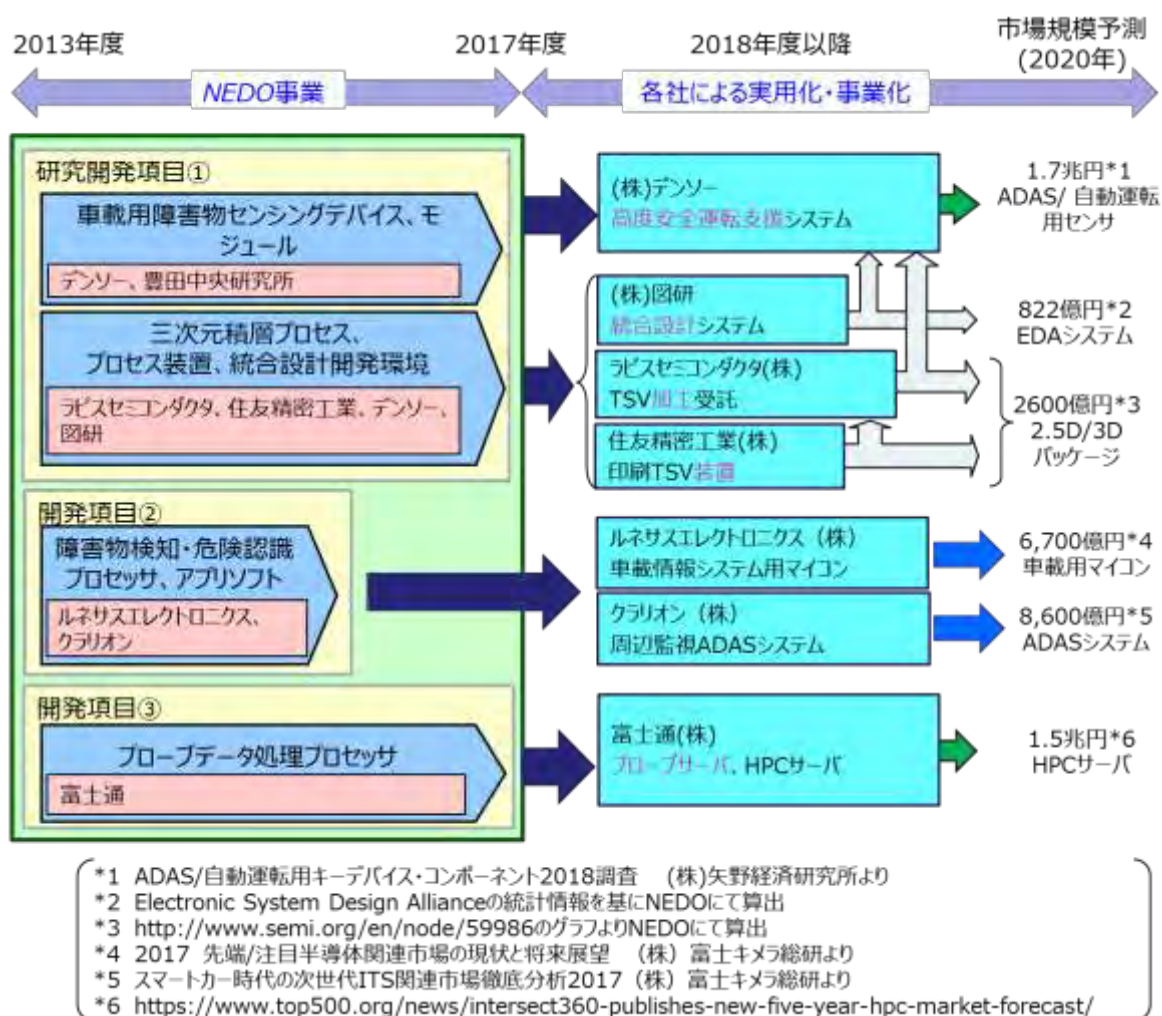 2013年度
2017年度
2018年度以降
市場規模予測
(2020年)
NEDO事業
各社による実用化・事業化
研究開発項目①
車載用障害物センシングデバイス、モ
ジュール
デンソー、豊田中央研究所
三次元積層プロセス、
プロセス装置、統合設計開発環境
ラピスセミコンダクタ、住友精密工業、デンソー、
図研
(株)デンソー
高度安全運転支援システム
1.7兆円*1
ADAS/ 自動運転
用センサ
(株)図研
統合設計システム
822億円*2
EDAシステム
ラピスセミコンダクタ(株)
TSV加工受託
住友精密工業(株)
印刷TSV装置
2600億円*3
2.5D/3D
パッケージ
開発項目②
障害物検知・危険認識
プロセッサ、アプリソフト
ルネサスエレクトロニクス、
クラリオン
ルネサスエレクトロニクス（株）
車載情報システム用マイコン
6,700億円*4
車載用マイコン
クラリオン（株）
周辺監視ADASシステム
8,600億円*5
ADASシステム
開発項目③
プローブデータ処理プロセッサ
富士通
富士通(株)
プローブサーバ、HPCサーバ
1.5兆円*6
HPCサーバ
*1 ADAS/自動運転用キーデバイス・コンポーネント2018調査　(株)矢野経済研究所より
*2 Electronic System Design Allianceの統計情報を基にNEDOにて算出
*3 http://www.semi.org/en/node/59986のグラフよりNEDOにて算出
*4 2017 先端/注目半導体関連市場の現状と将来展望　（株）富士キメラ総研より
*5 スマートカー時代の次世代ITS関連市場徹底分析2017（株）富士キメラ総研より
*6 https://www.top500.org/news/intersect360-publishes-new-five-year-hpc-market-forecast/